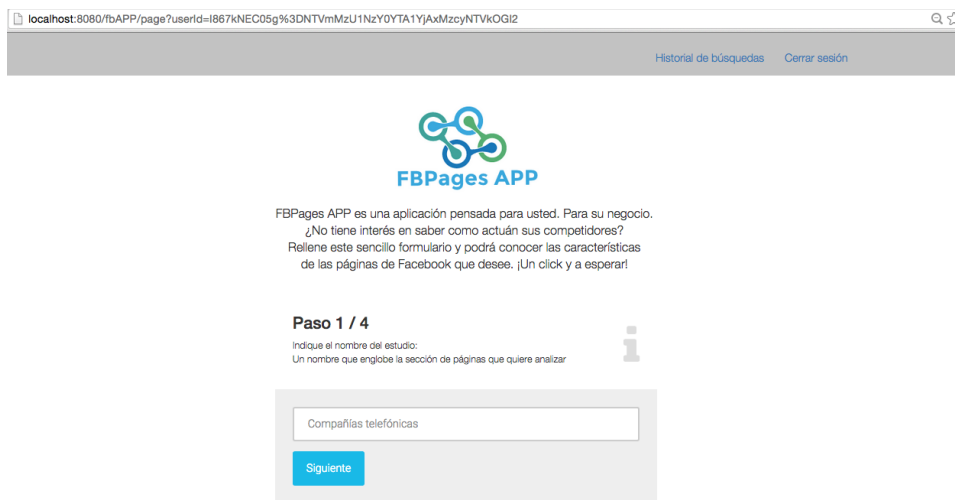 localhost:8080/fbAPP/page?userId=I867kNEC05g%3DNTVmMzU1NzY0YTA1YjAxMzcyNTVkOGI2
Historial de búsquedas Cerrar sesión
FBPages APP
FBPages APP es una aplicación pensada para usted. Para su negocio.
¿No tiene interés en saber como actuán sus competidores?
Rellene este sencillo formulario y podrá conocer las características
de las páginas de Facebook que desee. ¡Un click y a esperar!
Paso 1 / 4
Indique el nombre del estudio:
Un nombre que englobe la sección de páginas que quiere analizar
Compañías telefónicas
Siguiente